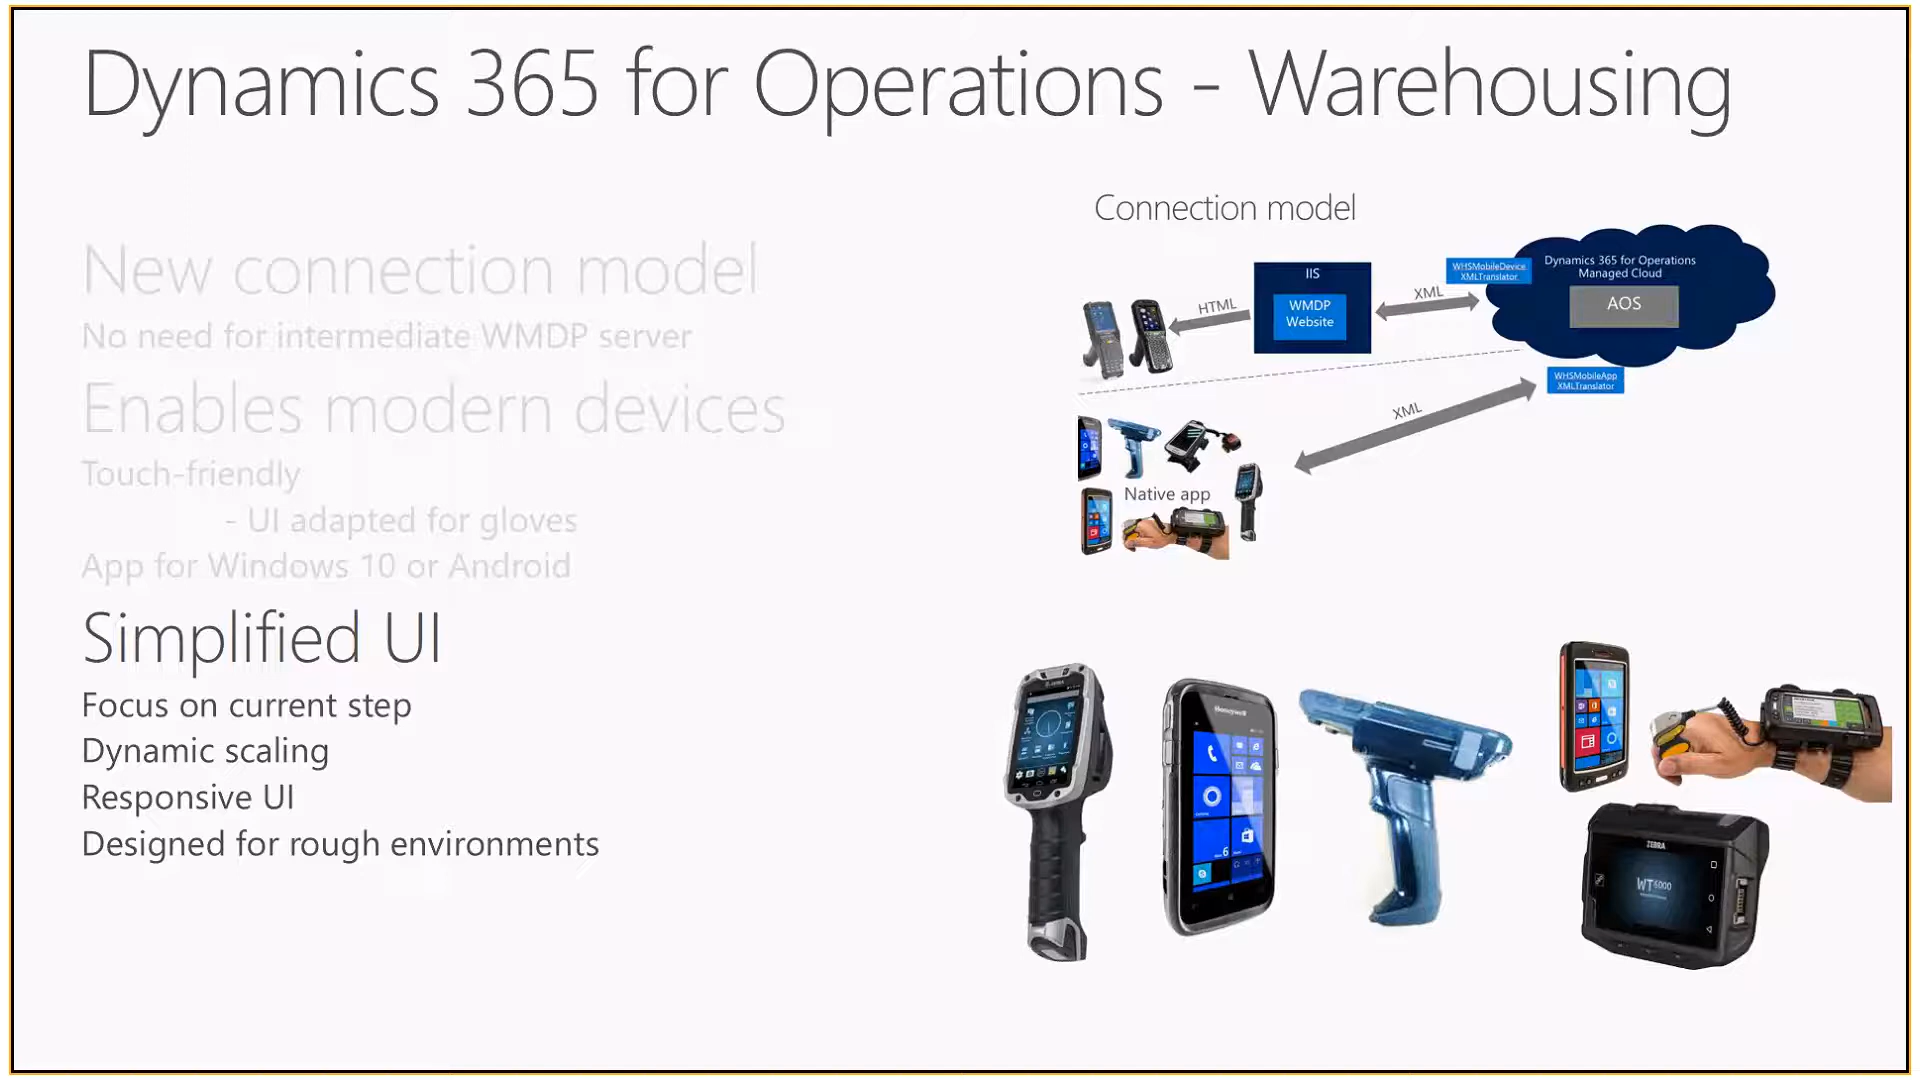 Dynamics 365 for Operations - Warehousing
New connection model
No need for intermediate WMDP server
Enables modern devices
Touch-friendly
- UI adapted for gloves
App for Windows 10 or Android
Simplified UI
Focus on current step
Dynamic scaling
Responsive UI
Designed for rough environments
Connection model
HTML
IIS
WMDP
Website
XML
WHSMobileDevice
XMLTranslator
Dynamics 365 for Operations
Managed Cloud
AOS
WHSMobileApp
XMLTranslator
XML
Native app
Honeywell
ZEBRA
WT6000